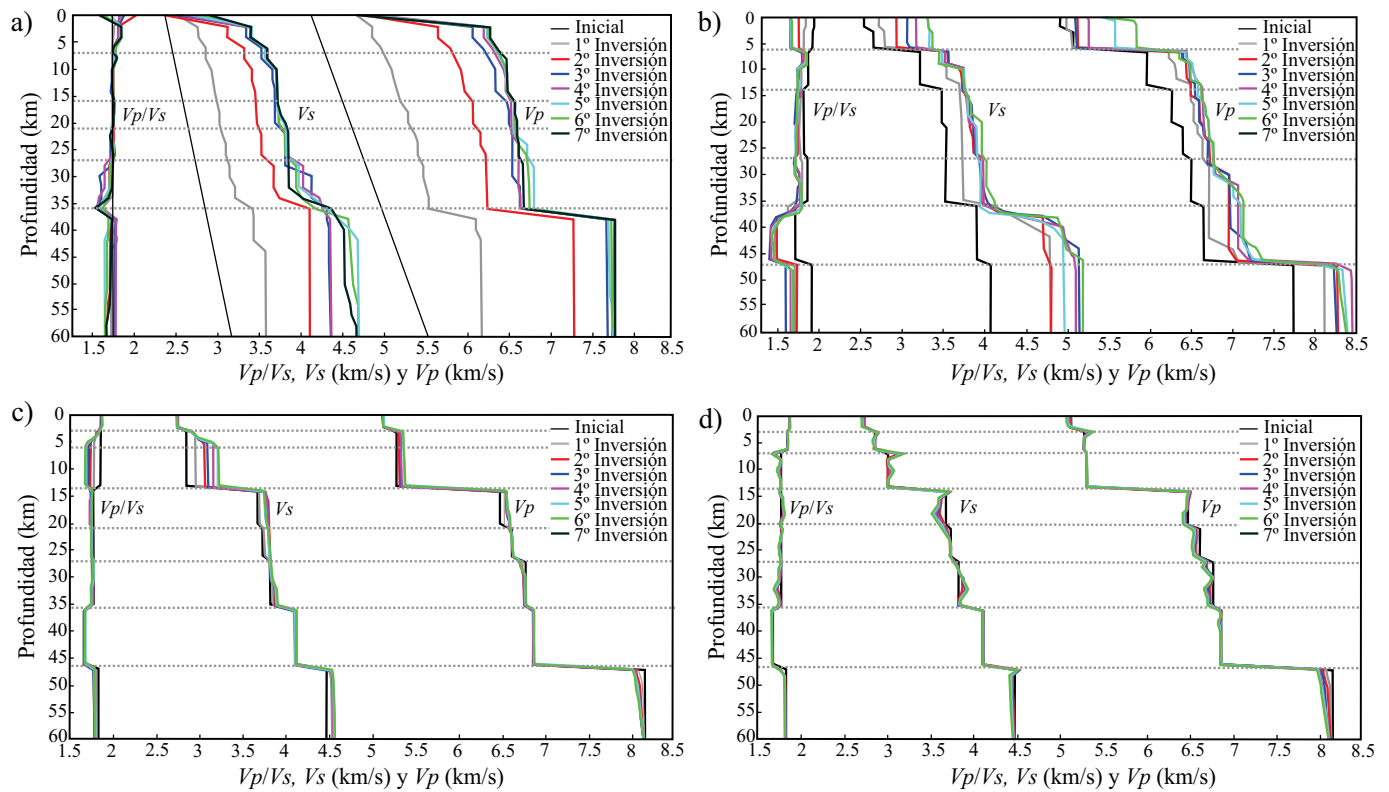 a)
0
5
10
15
20
25
30
35
40
45
50
55
60
Profundidad (km)
Vp/Vs
Vs
Vp
Inicial
1º Inversión
2º Inversión
3º Inversión
4º Inversión
5º Inversión
6º Inversión
7º Inversión
1.5 2 2.5 3 3.5 4 4.5 5 5.5 6 6.5 7 7.5 8 8.5
Vp/Vs, Vs (km/s) y Vp (km/s)
b)
0
5
10
15
20
25
30
35
40
45
50
55
60
Profundidad (km)
Vp/Vs
Vs
Vp
Inicial
1º Inversión
2º Inversión
3º Inversión
4º Inversión
5º Inversión
6º Inversión
7º Inversión
1.5 2 2.5 3 3.5 4 4.5 5 5.5 6 6.5 7 7.5 8 8.5
Vp/Vs, Vs (km/s) y Vp (km/s)
c)
0
5
10
15
20
25
30
35
45
50
55
60
Profundidad (km)
Vp/Vs
Vs
Vp
Inicial
1º Inversión
2º Inversión
3º Inversión
4º Inversión
5º Inversión
6º Inversión
7º Inversión
1.5 2 2.5 3 3.5 4 4.5 5 5.5 6 6.5 7 7.5 8 8.5
Vp/Vs, Vs (km/s) y Vp (km/s)
d)
0
5
10
15
20
25
30
35
45
50
55
60
Profundidad (km)
Vp/Vs
Vs
Vp
Inicial
1º Inversión
2º Inversión
3º Inversión
4º Inversión
5º Inversión
6º Inversión
7º Inversión
1.5 2 2.5 3 3.5 4 4.5 5 5.5 6 6.5 7 7.5 8 8.5
Vp/Vs, Vs (km/s) y Vp (km/s)